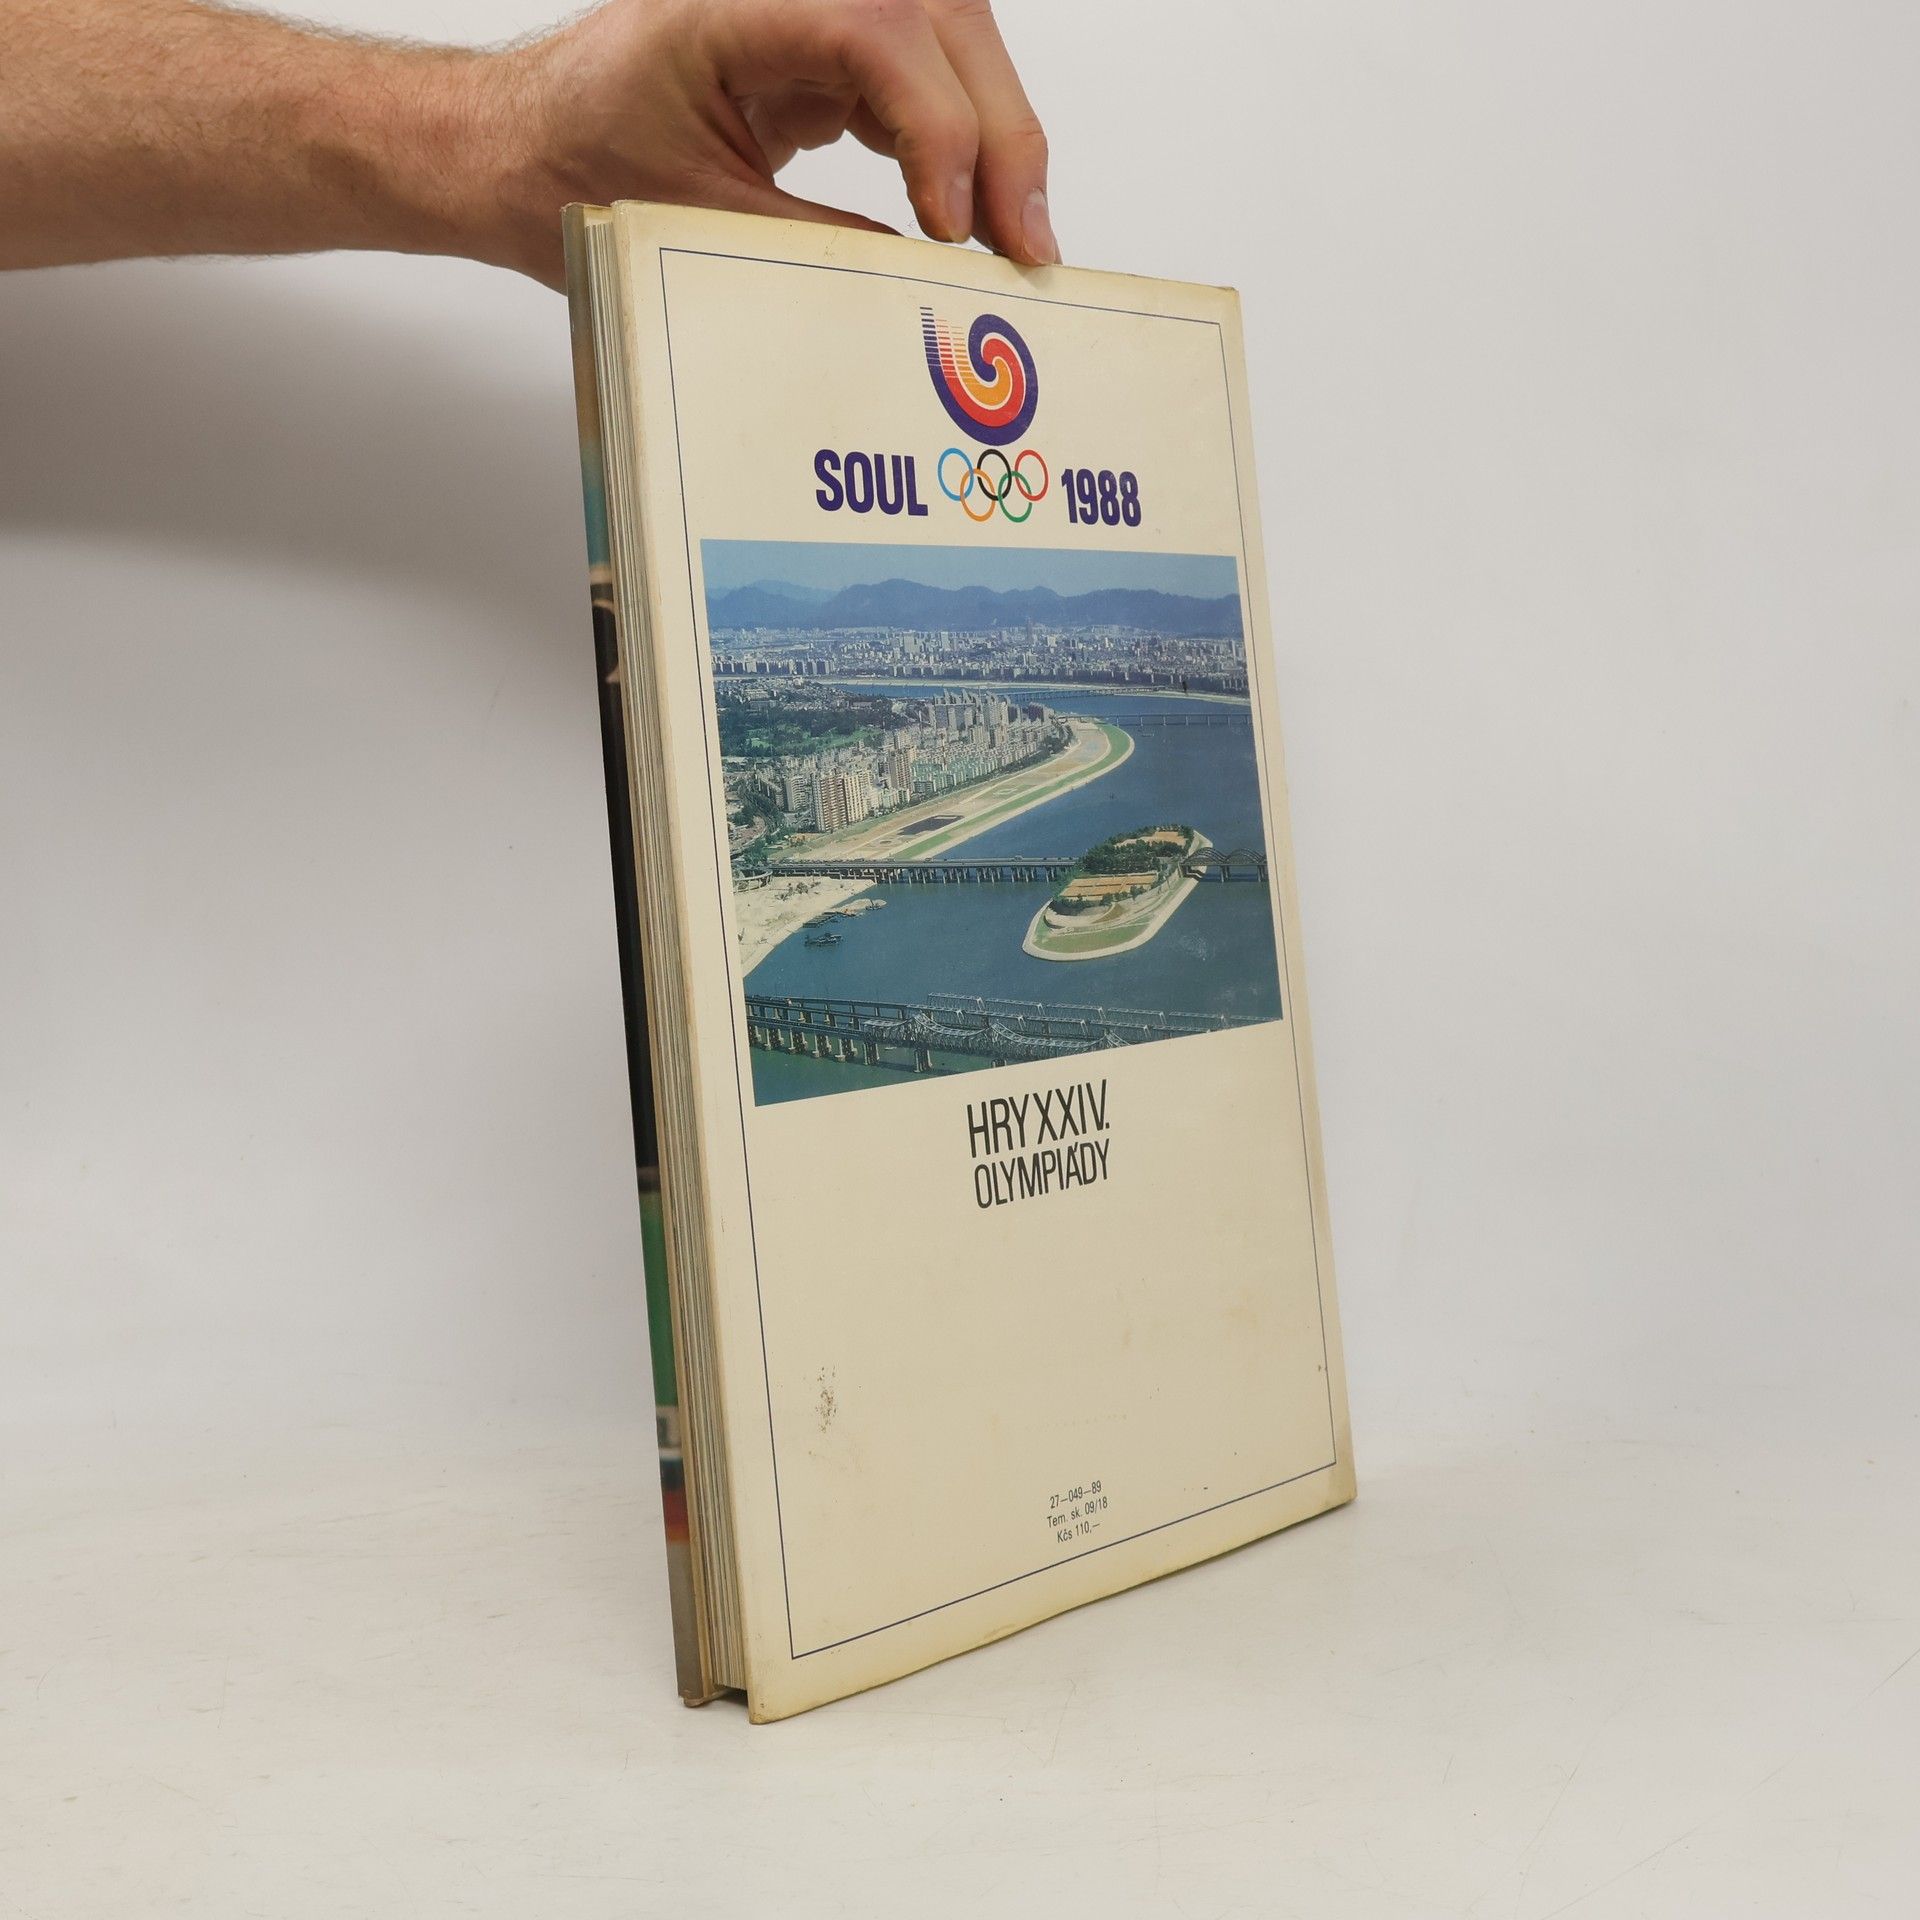 SOUL 1988
HRY XXIV.
OLYMPIÁDY
27—049—89
Tem. sk. 09/18
Kčs 110,—